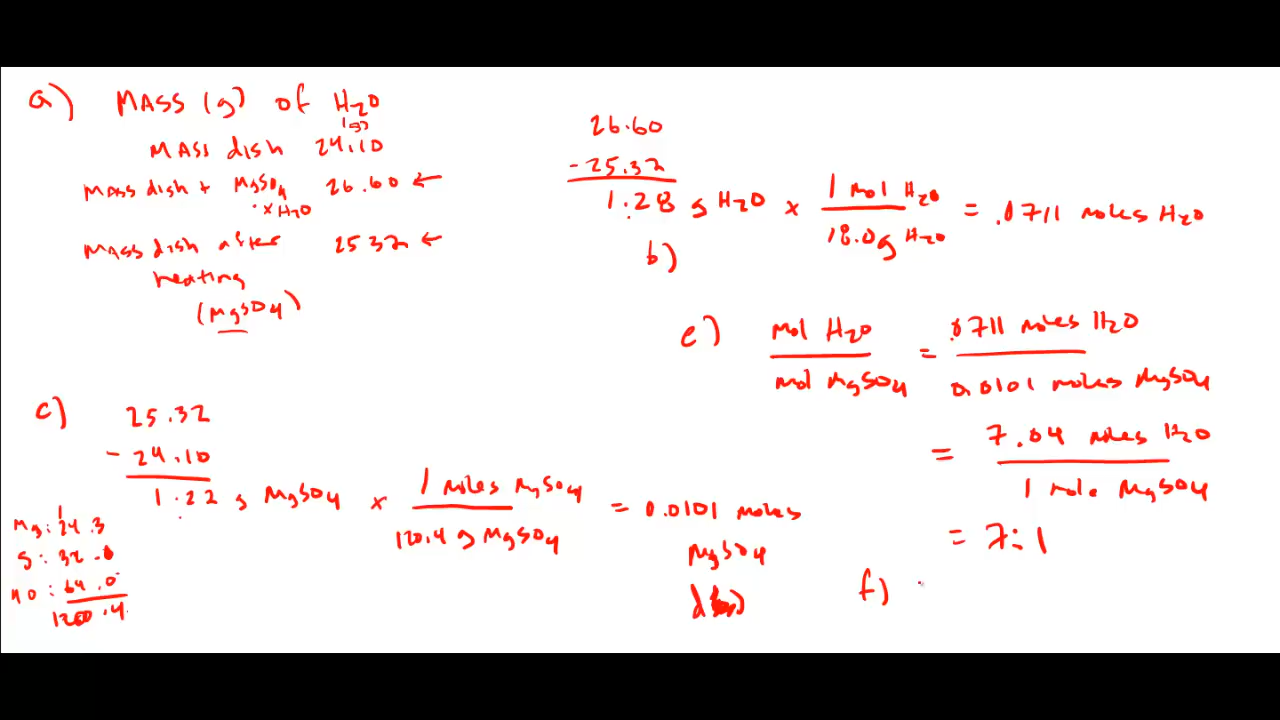 a) MASS (g) of H2O
(g)
MASS dish 24.10
MASS dish + MgSO4 26.60 ←
· x H2O
MASS dish after 25.32 ←
heating
(MgSO4)
26.60
- 25.32
1.28 g H2O x 1 mol H2O / 18.0g H2O = .0711 moles H2O
b)
c) 25.32
- 24.10
1.22 g MgSO4 x 1 moles MgSO4 / 120.4 g MgSO4 = 0.0101 moles
MgSO4
d)
Mg: 24.3
S: 32.0
4O: 64.0
120.4
e) mol H2O / mol MgSO4 = .0711 moles H2O / 0.0101 moles MgSO4
= 7.04 moles H2O / 1 mole MgSO4
= 7:1
f)